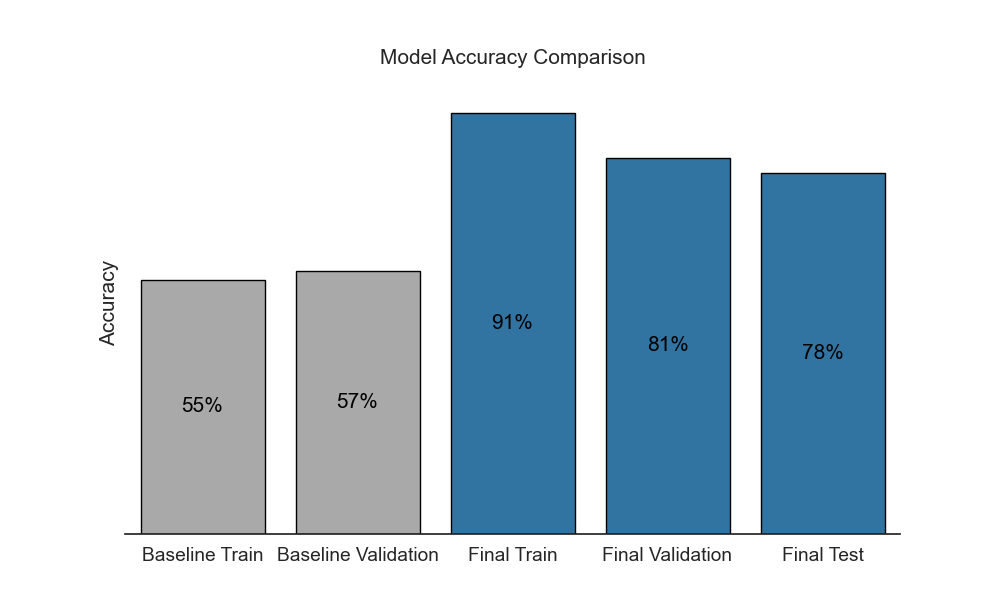 Model Accuracy Comparison
Accuracy
55%
57%
91%
81%
78%
Baseline Train
Baseline Validation
Final Train
Final Validation
Final Test